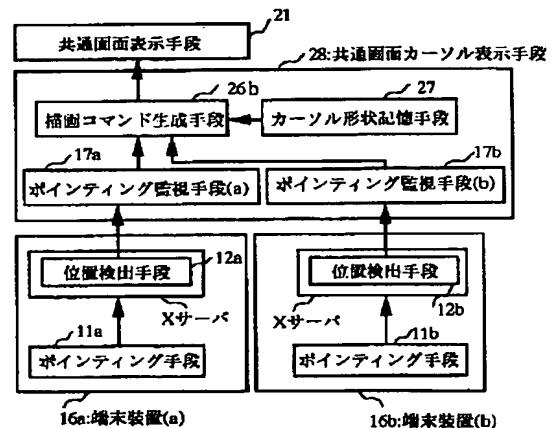 21
共通画面表示手段
28:共通画面カーソル表示手段
26b
27
描画コマンド生成手段
カーソル形状記憶手段
17a
17b
ポインティング監視手段(a)
ポインティング監視手段(b)
位置検出手段
12a
位置検出手段
12b
Xサーバ
Xサーバ
11a
11b
ポインティング手段
ポインティング手段
16a:端末装置(a)
16b:端末装置(b)